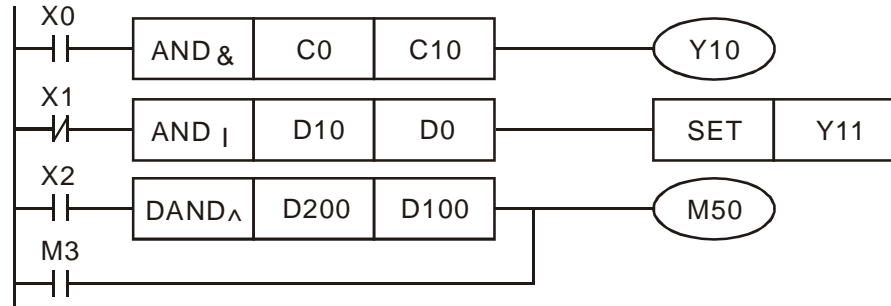 X0
AND & C0 C10 Y10
X1
AND | D10 D0 SET Y11
X2
DAND^ D200 D100 M50
M3